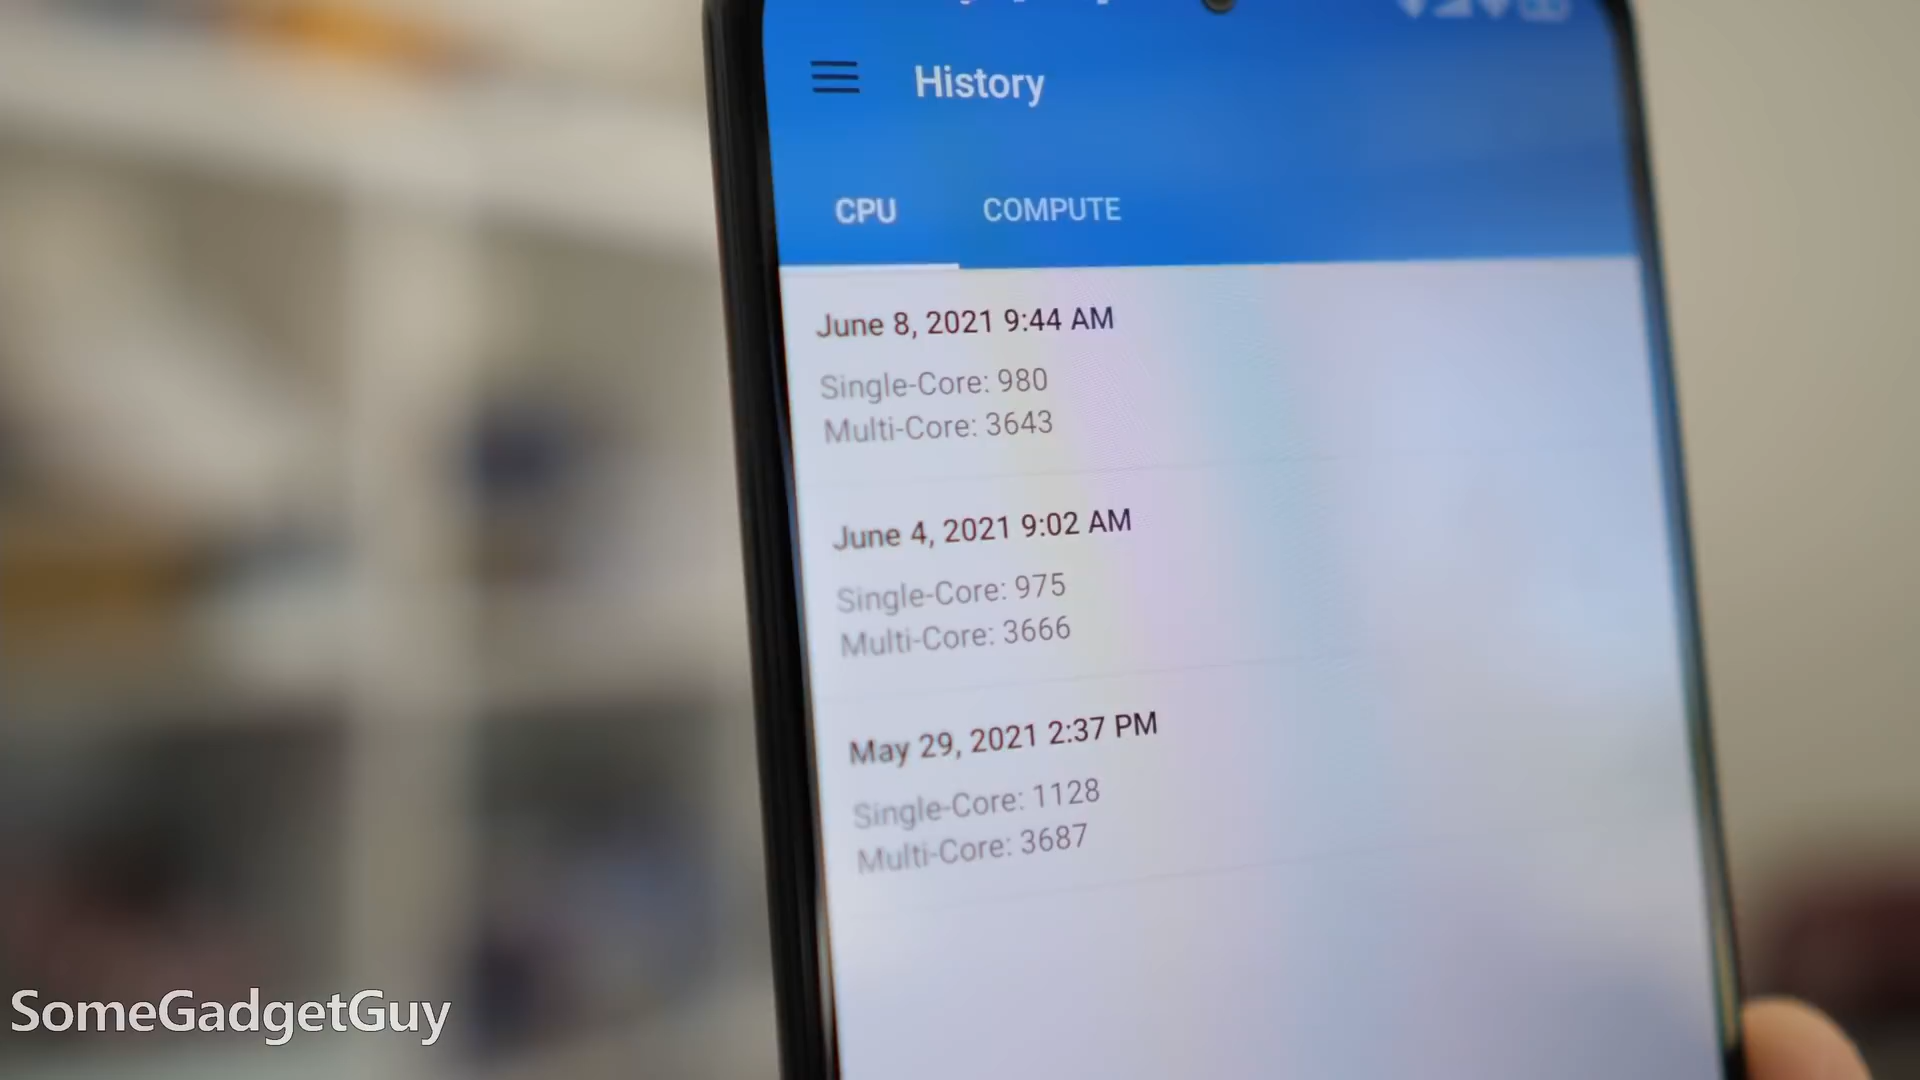 History
CPU
COMPUTE
June 8, 2021 9:44 AM
Single-Core: 980
Multi-Core: 3643
June 4, 2021 9:02 AM
Single-Core: 975
Multi-Core: 3666
May 29, 2021 2:37 PM
Single-Core: 1128
Multi-Core: 3687
SomeGadgetGuy